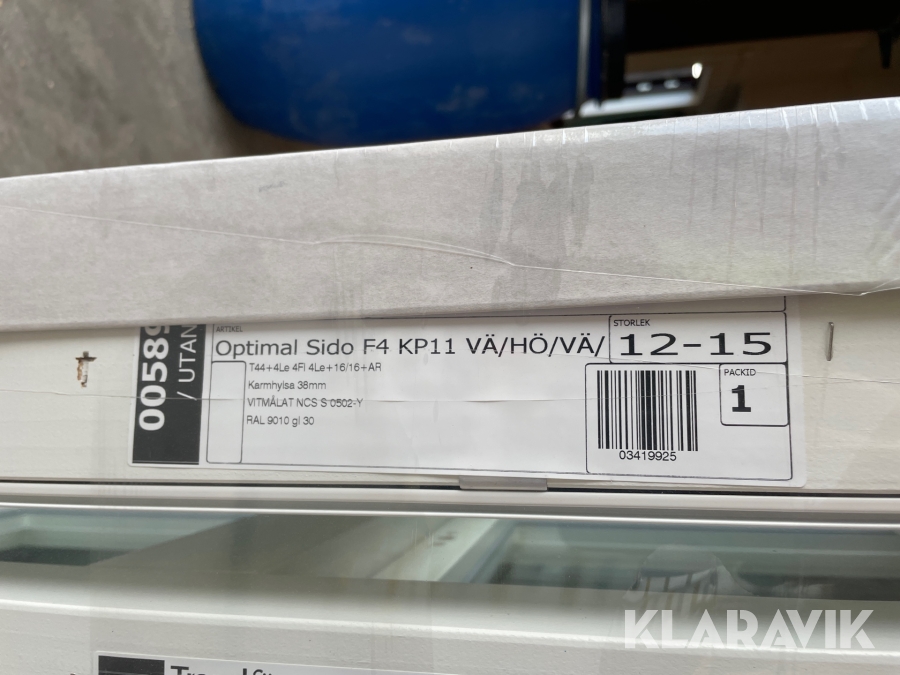 ARTIKEL
Optimal Sido F4 KP11 VÄ/HÖ/VÄ/
T44+4Le 4Fl 4Le+16/16+AR
Karmhylsa 38mm
VITMÅLAT NCS S 0502-Y
RAL 9010 gl 30
STORLEK
12-15
PACKID
1
03419925
0058
/ UTAN
KLARAVIK